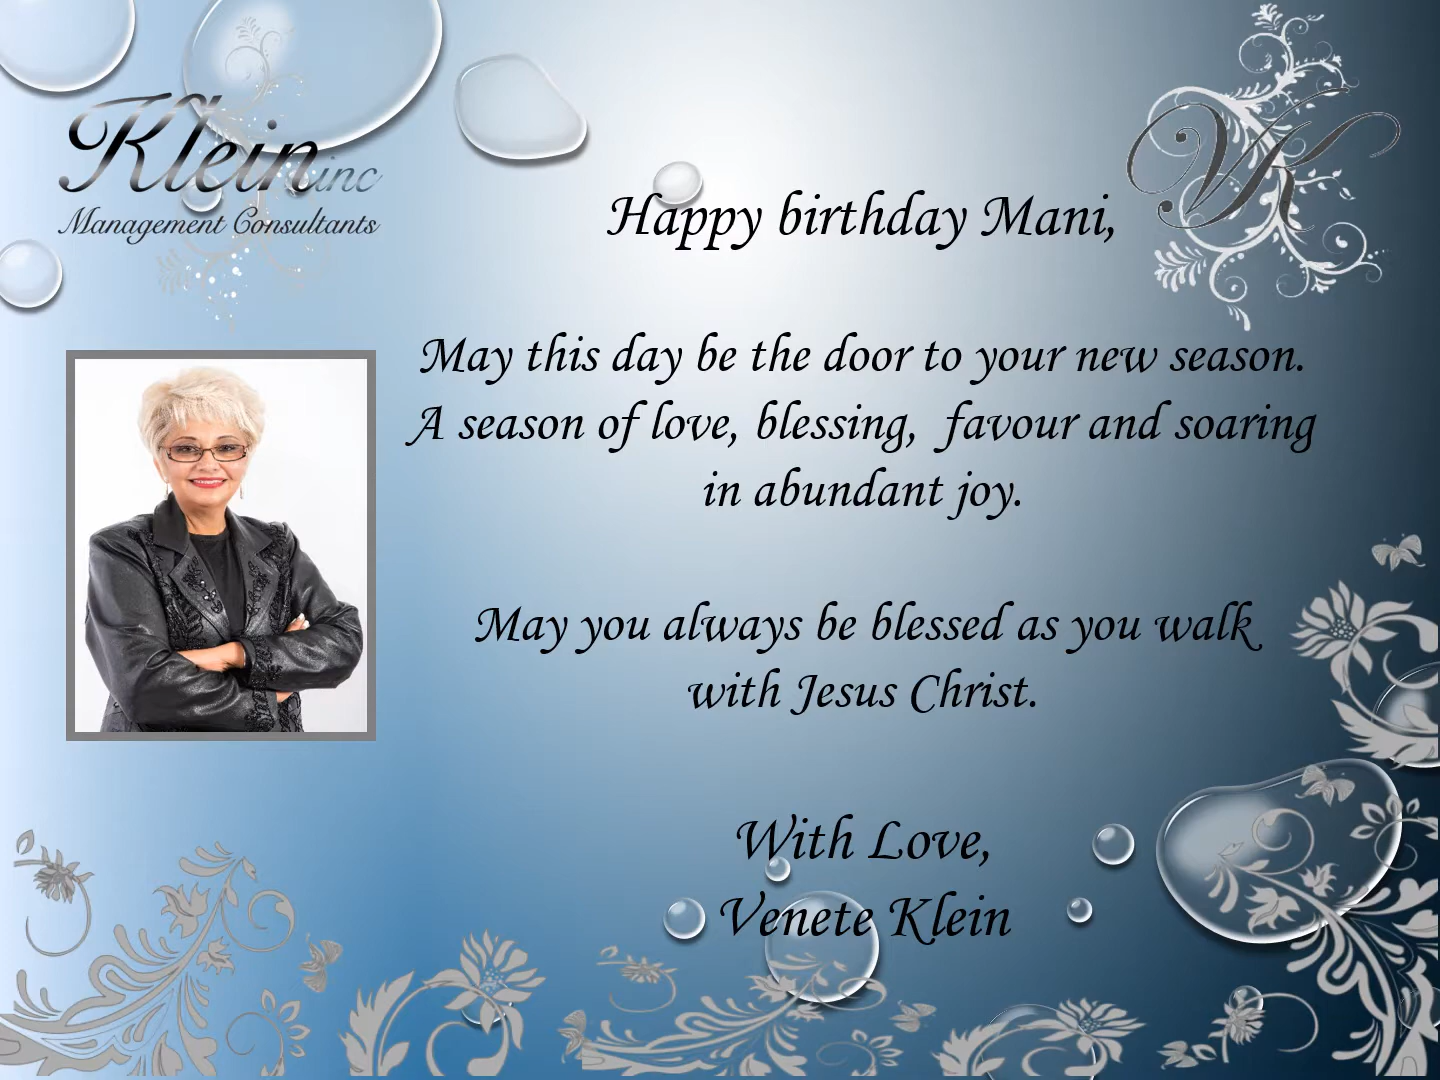 Klein inc
Management Consultants
VK
Happy birthday Mani,
May this day be the door to your new season.
A season of love, blessing,  favour and soaring
in abundant joy.
May you always be blessed as you walk
with Jesus Christ.
With Love,
Venete Klein